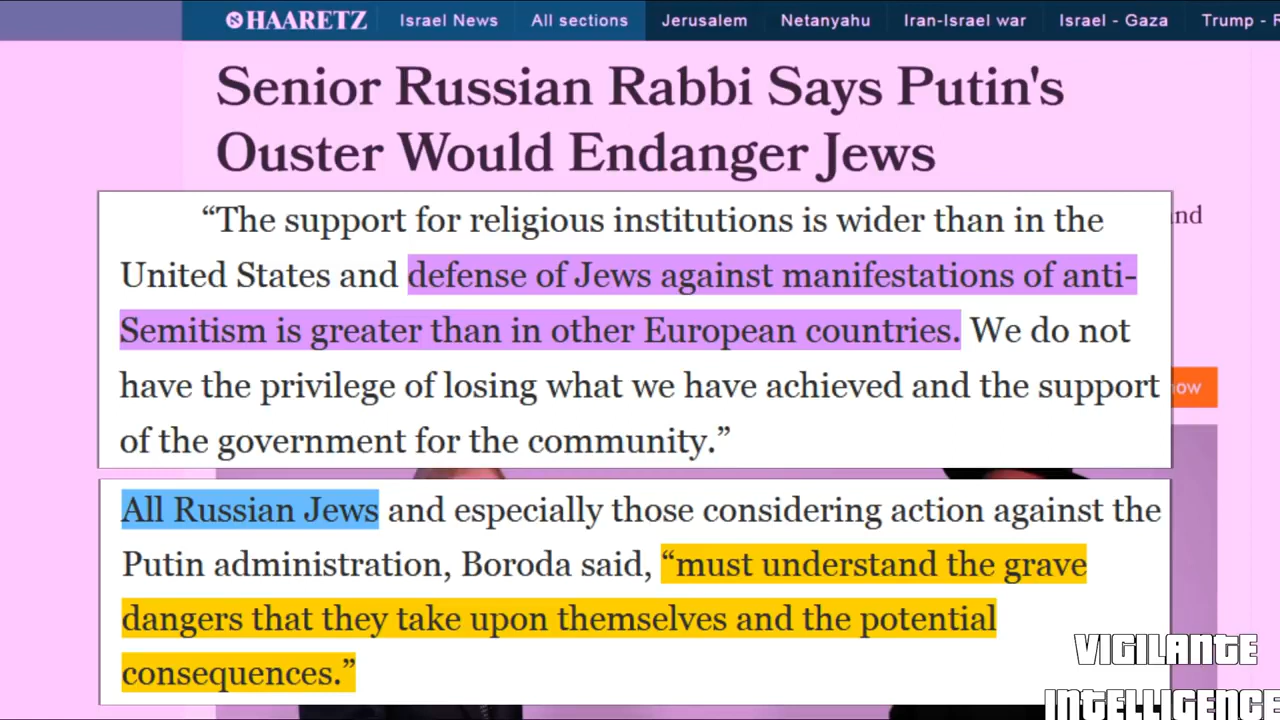 HAARETZ Israel News All sections Jerusalem Netanyahu Iran-Israel war Israel - Gaza Trump -
Senior Russian Rabbi Says Putin's
Ouster Would Endanger Jews
“The support for religious institutions is wider than in the
United States and defense of Jews against manifestations of anti-
Semitism is greater than in other European countries. We do not
have the privilege of losing what we have achieved and the support
of the government for the community.”
All Russian Jews and especially those considering action against the
Putin administration, Boroda said, “must understand the grave
dangers that they take upon themselves and the potential
consequences.”
VIGILANTE
INTELLIGENCE